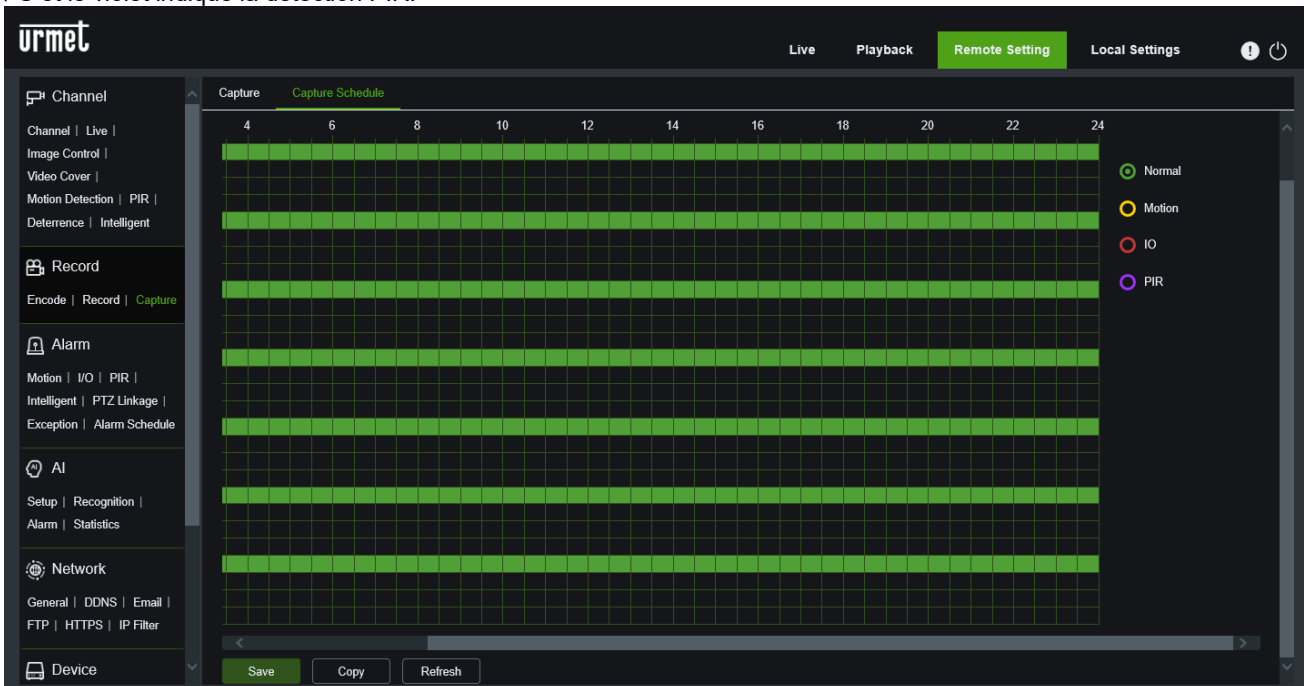 urmet
Live Playback Remote Setting Local Settings
Channel
Channel | Live |
Image Control |
Video Cover |
Motion Detection | PIR |
Deterrence | Intelligent
Record
Encode | Record | Capture
Alarm
Motion | I/O | PIR |
Intelligent | PTZ Linkage |
Exception | Alarm Schedule
AI
Setup | Recognition |
Alarm | Statistics
Network
General | DDNS | Email |
FTP | HTTPS | IP Filter
Device
Capture Capture Schedule
4 6 8 10 12 14 16 18 20 22 24
Normal
Motion
IO
PIR
Save Copy Refresh